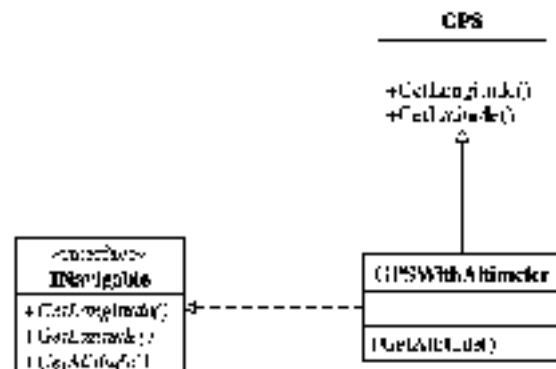 GPS
+GetLongitude()
+GetLatitude()
<interface>
INavigable
+GetLongitude()
+GetLatitude()
+GetAltitude()
GPSWithAltimeter
+GetAltitude()